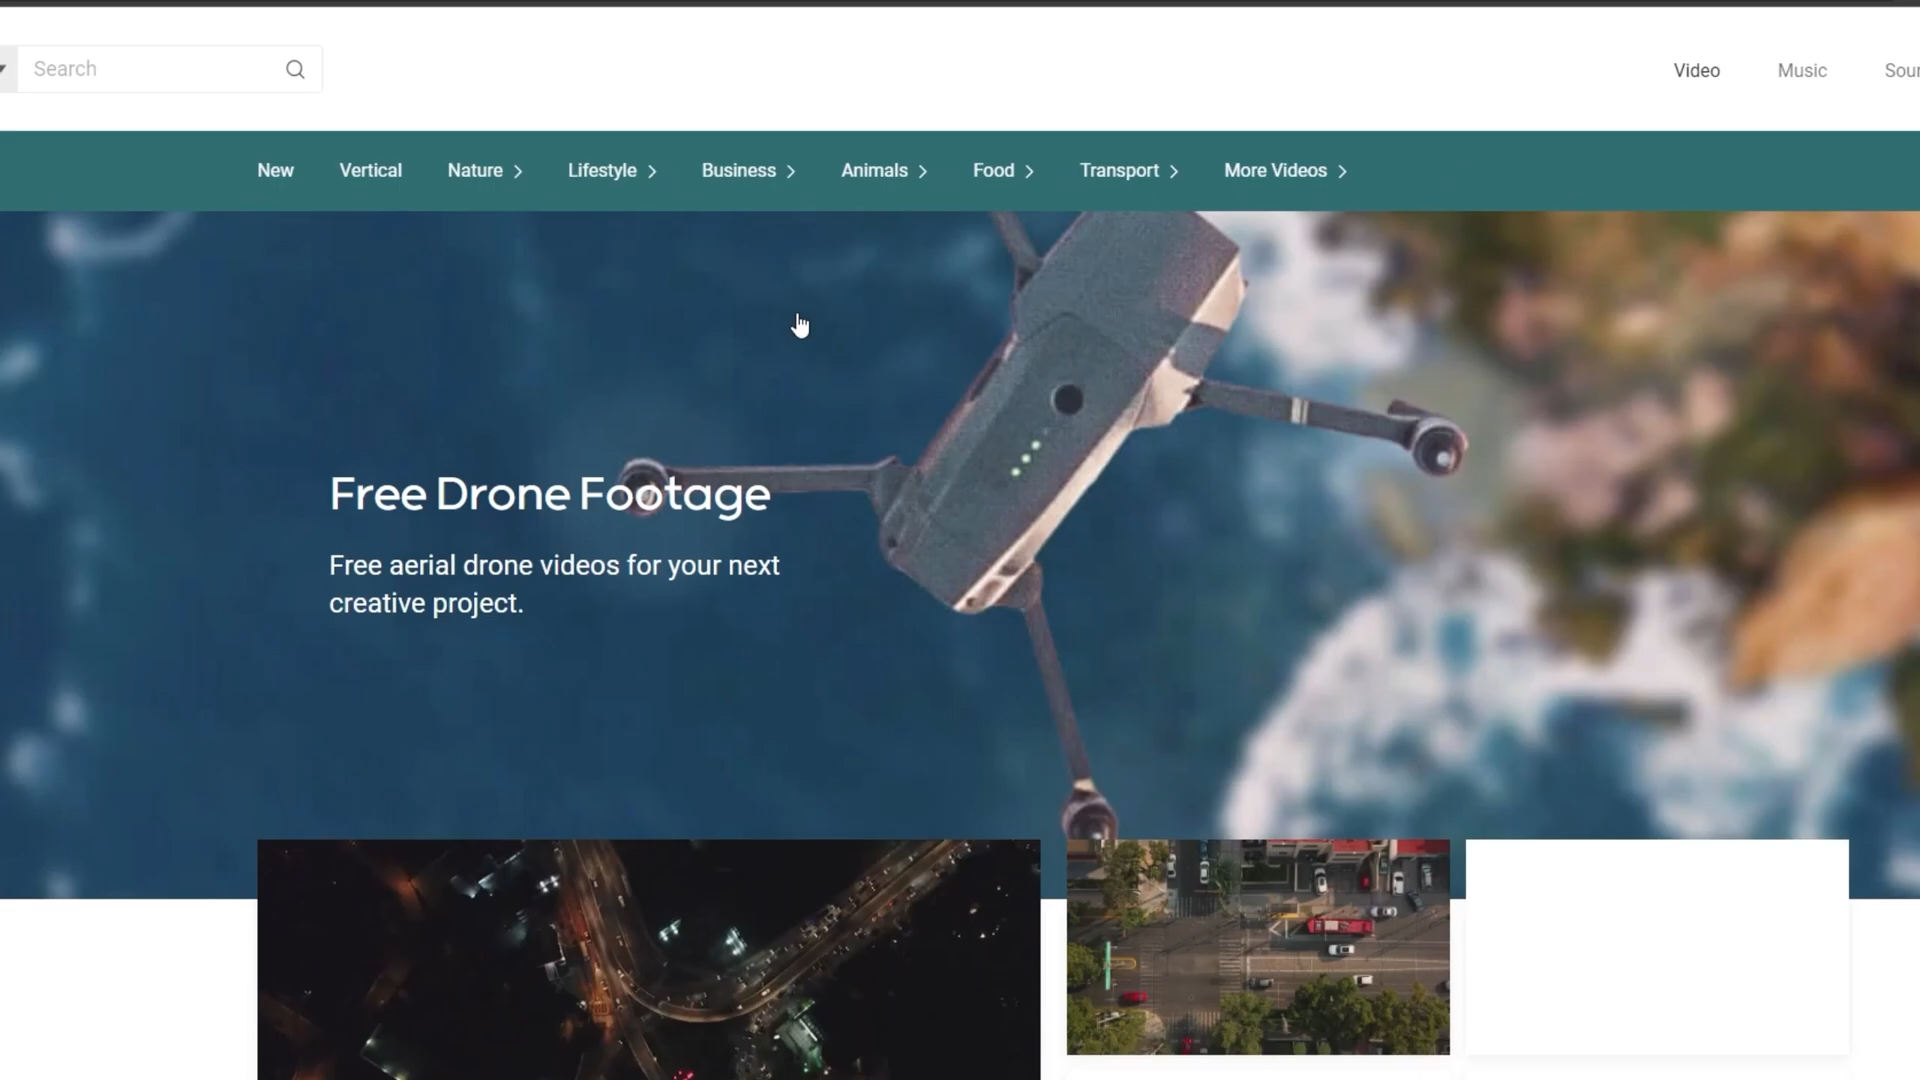 Search
Video
Music
New
Vertical
Nature
Lifestyle
Business
Animals
Food
Transport
More Videos
Free Drone Footage
Free aerial drone videos for your next
creative project.